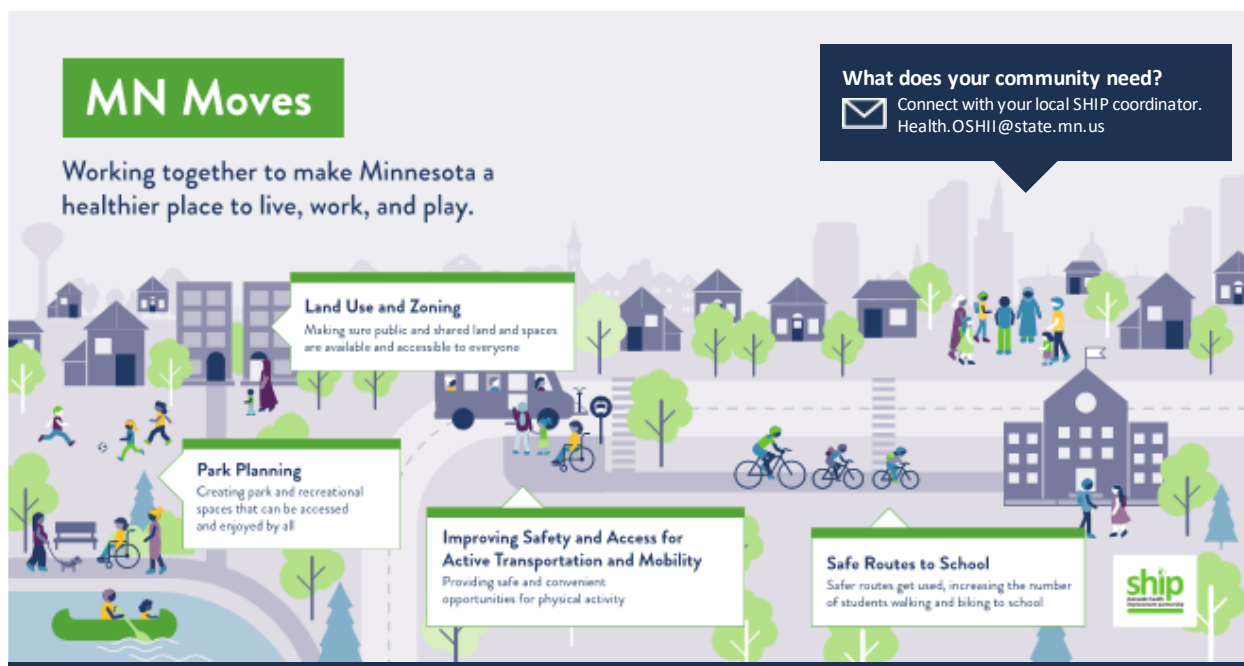 MN Moves
Working together to make Minnesota a
healthier place to live, work, and play.
What does your community need?
Connect with your local SHIP coordinator.
Health.OSHII@state.mn.us
Land Use and Zoning
Making sure public and shared land and spaces
are available and accessible to everyone
Park Planning
Creating park and recreational
spaces that can be accessed
and enjoyed by all
Improving Safety and Access for
Active Transportation and Mobility
Providing safe and convenient
opportunities for physical activity
Safe Routes to School
Safer routes get used, increasing the number
of students walking and biking to school
ship
statewide health
improvement partnership